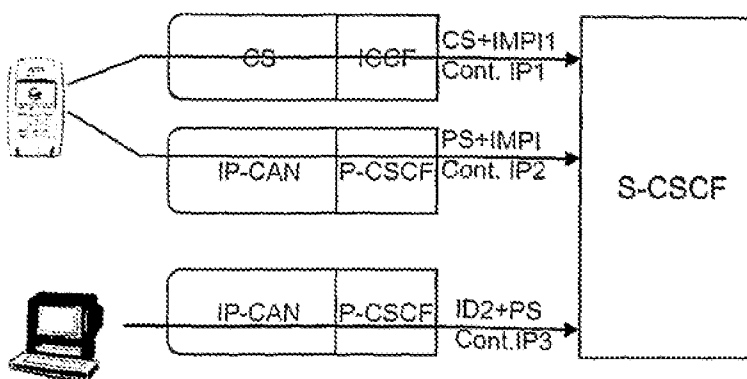 CS ICCF CS+IMPI1
Cont. IP1
PS+IMPI
IP-CAN P-CSCF Cont. IP2
S-CSCF
IP-CAN P-CSCF ID2+PS
Cont.IP3